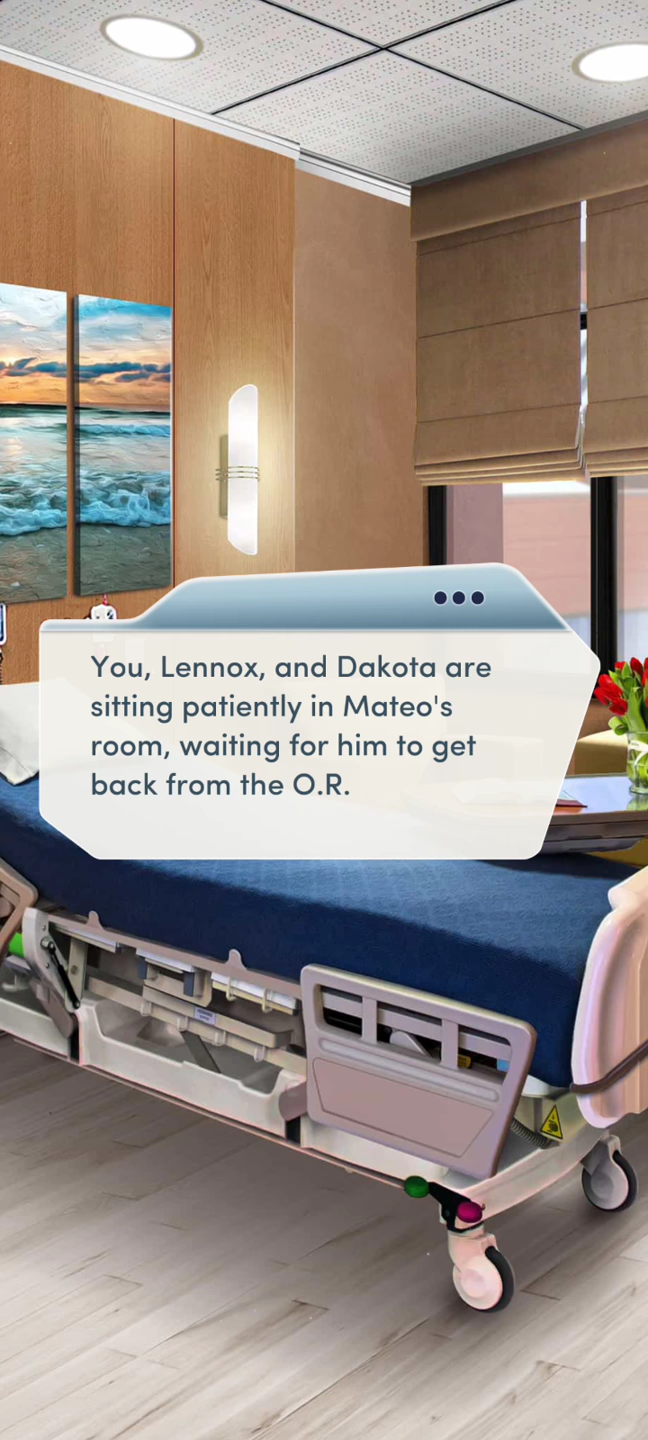 You, Lennox, and Dakota are
sitting patiently in Mateo's
room, waiting for him to get
back from the O.R.